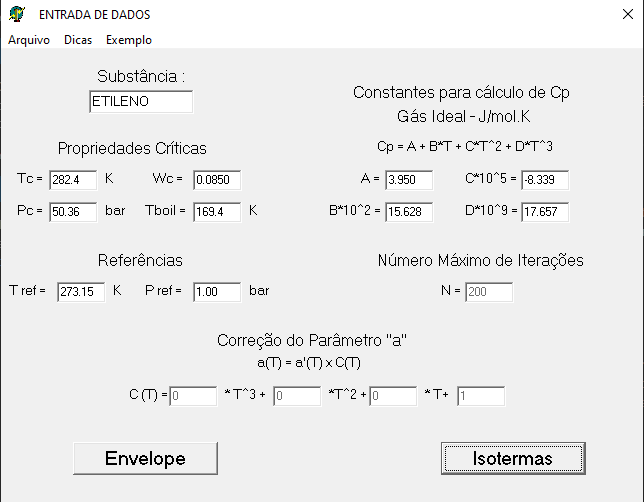 ENTRADA DE DADOS
Arquivo Dicas Exemplo
Substância :
ETILENO
Propriedades Críticas
Tc = 282.4 K Wc = 0.0850
Pc = 50.36 bar Tboil = 169.4 K
Constantes para cálculo de Cp
Gás Ideal - J/mol.K
Cp = A + B*T + C*T^2 + D*T^3
A = 3.950 C*10^5 = -8.339
B*10^2 = 15.628 D*10^9 = 17.657
Referências
T ref = 273.15 K P ref = 1.00 bar
Número Máximo de Iterações
N = 200
Correção do Parâmetro "a"
a(T) = a'(T) x C(T)
C (T) = 0 * T^3 + 0 *T^2 + 0 * T+ 1
Envelope Isotermas